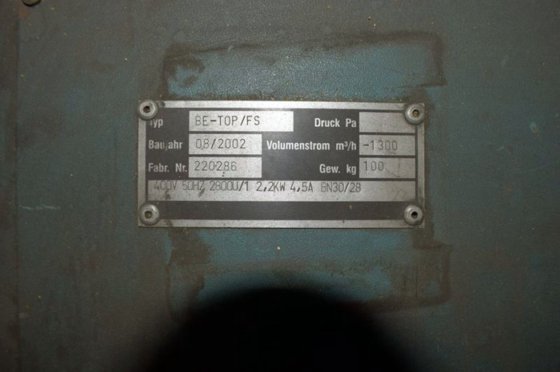 Typ BE-TOP/FS Druck Pa
Baujahr 08/2002 Volumenstrom m³/h -1300
Fabr. Nr. 220286 Gew. kg 100
400V 50HZ 2800U/1 2,2KW 4,5A BN30/28